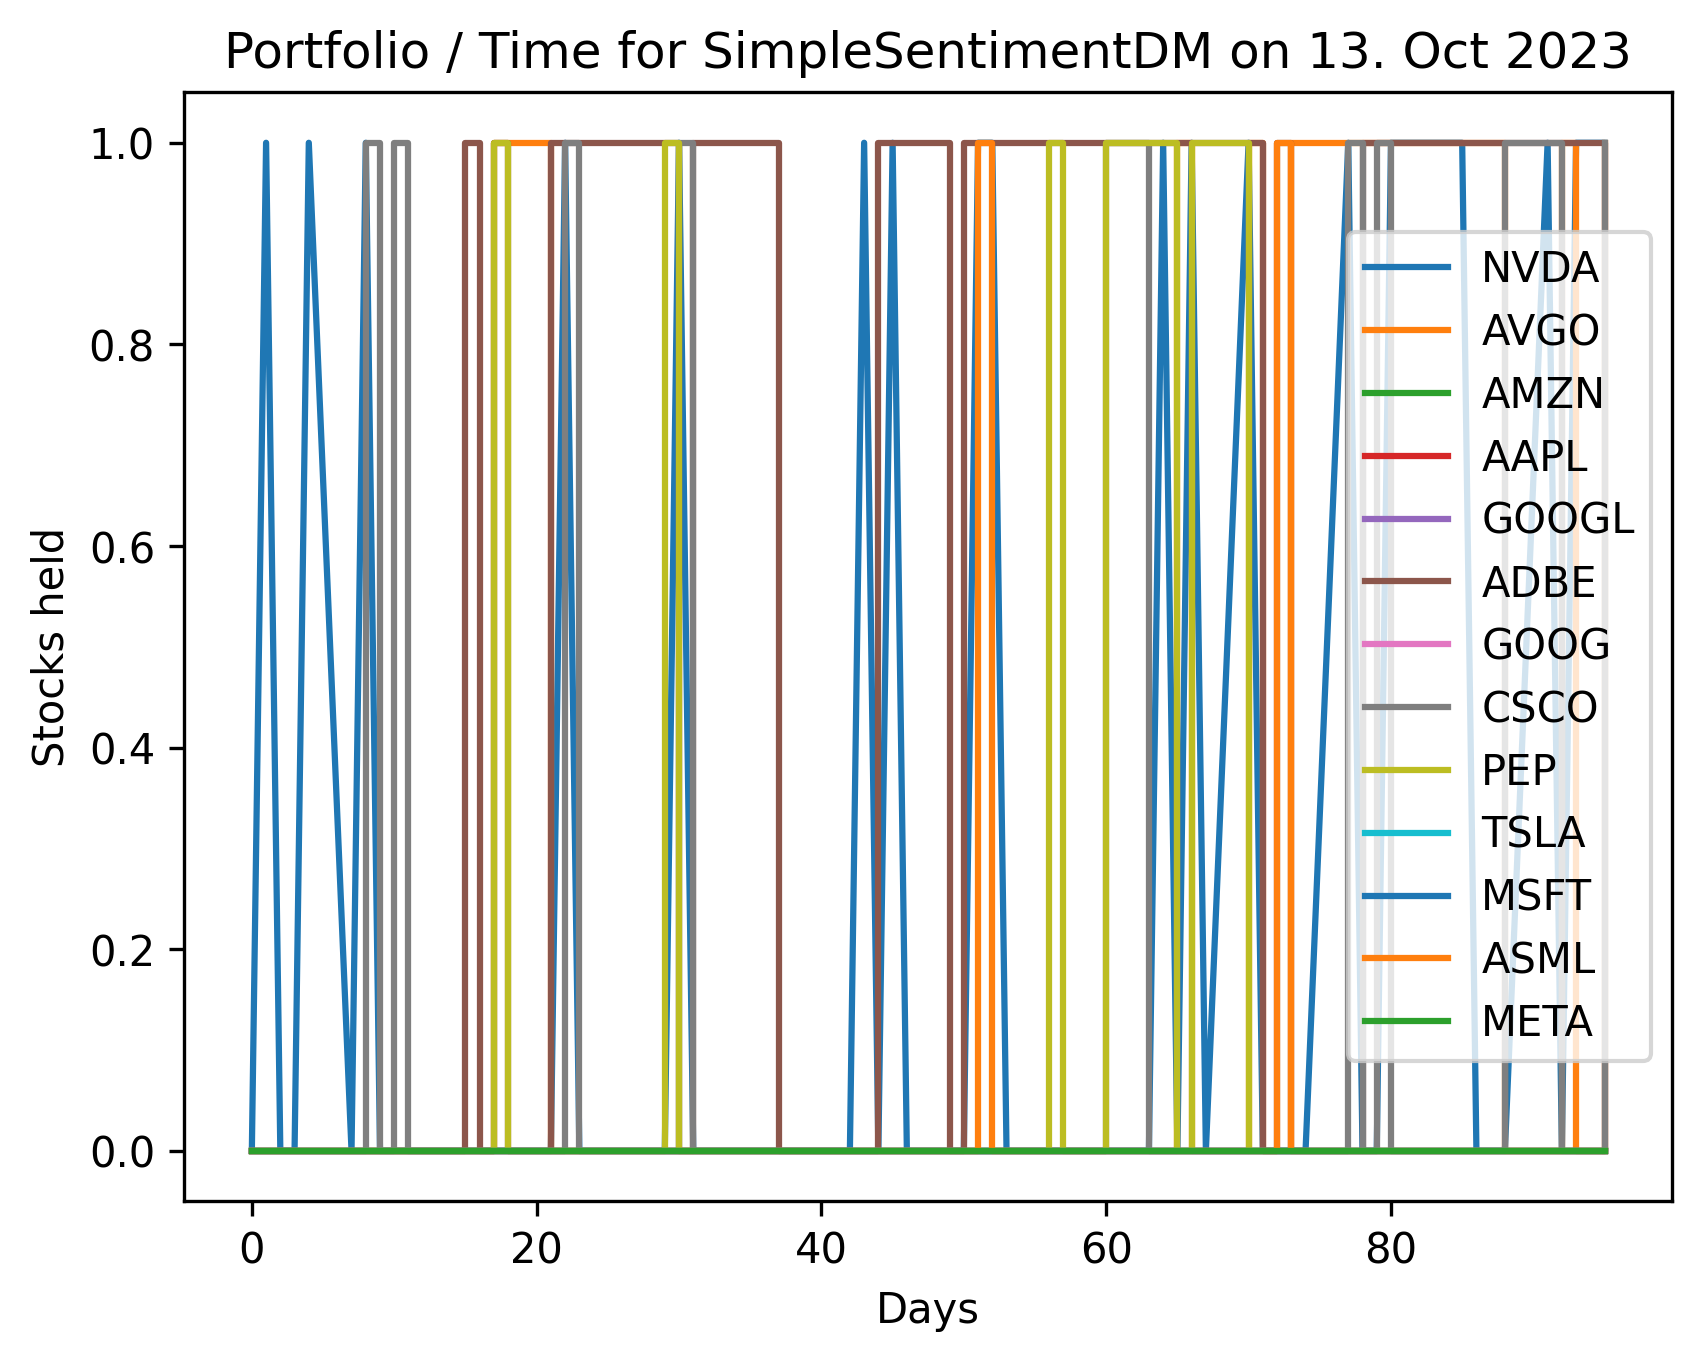 Portfolio / Time for SimpleSentimentDM on 13. Oct 2023
Stocks held
1.0
0.8
0.6
0.4
0.2
0.0
NVDA
AVGO
AMZN
AAPL
GOOGL
ADBE
GOOG
CSCO
PEP
TSLA
MSFT
ASML
META
0 20 40 60 80
Days